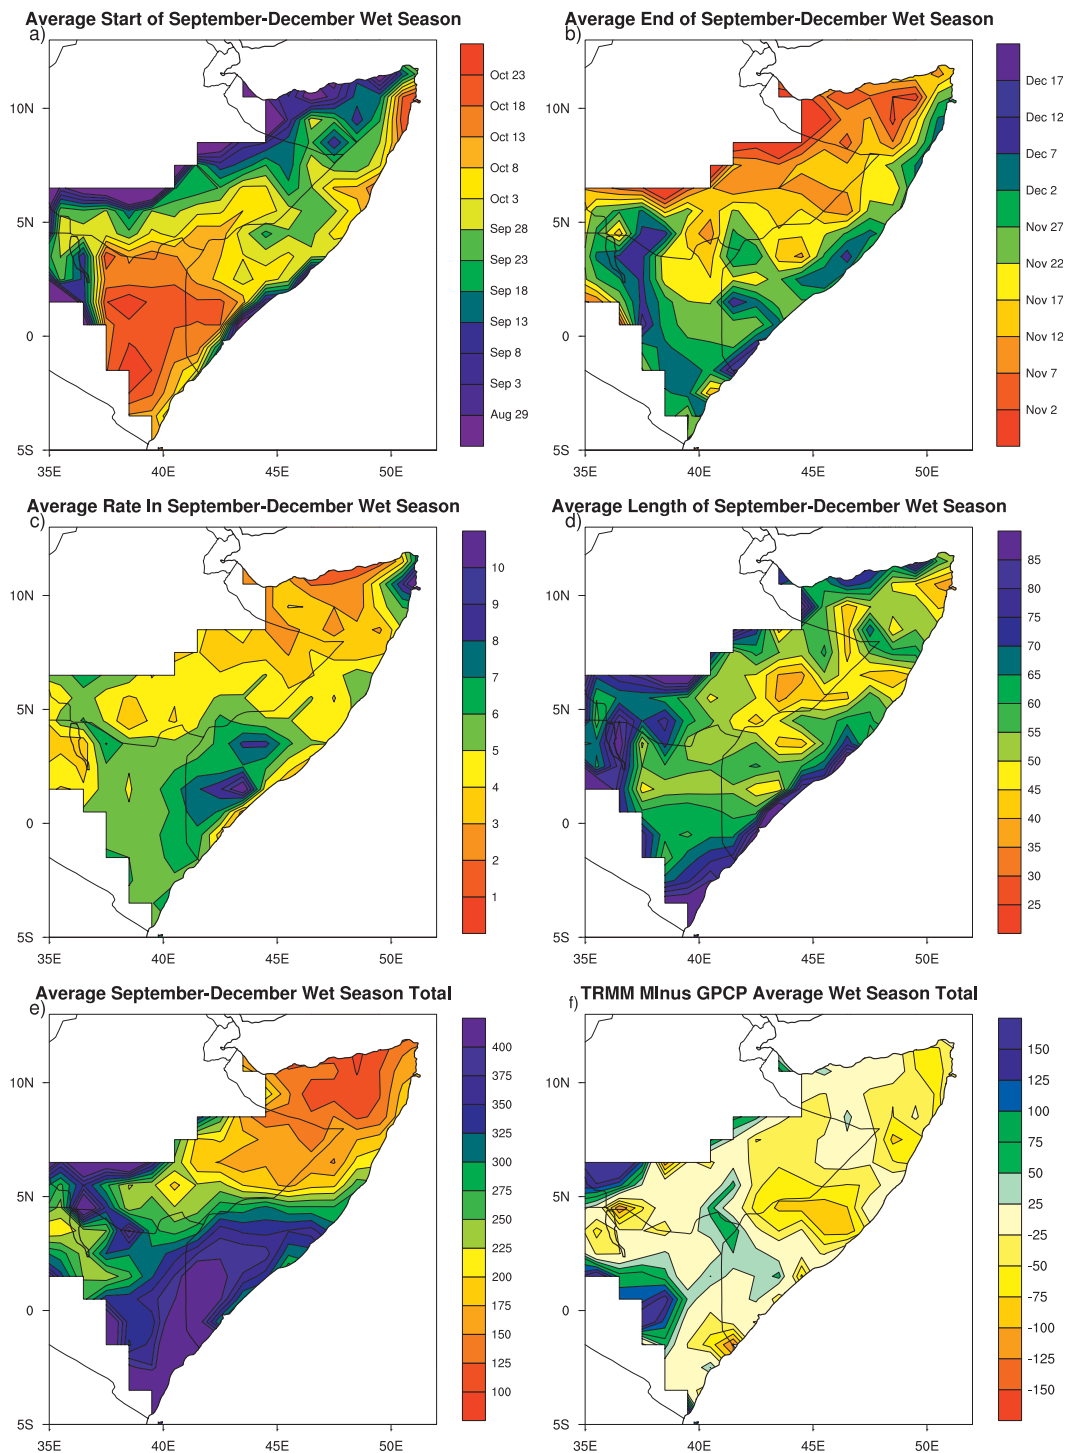 Average Start of September-December Wet Season
a)
10N
5N
0
5S
35E 40E 45E 50E
Oct 23
Oct 18
Oct 13
Oct 8
Oct 3
Sep 28
Sep 23
Sep 18
Sep 13
Sep 8
Sep 3
Aug 29
Average End of September-December Wet Season
b)
10N
5N
0
5S
35E 40E 45E 50E
Dec 17
Dec 12
Dec 7
Dec 2
Nov 27
Nov 22
Nov 17
Nov 12
Nov 7
Nov 2
Average Rate In September-December Wet Season
c)
10N
5N
0
5S
35E 40E 45E 50E
10
9
8
7
6
5
4
3
2
1
Average Length of September-December Wet Season
d)
10N
5N
0
5S
35E 40E 45E 50E
85
80
75
70
65
60
55
50
45
40
35
30
25
Average September-December Wet Season Total
e)
10N
5N
0
5S
35E 40E 45E 50E
400
375
350
325
300
275
250
225
200
175
150
125
100
TRMM MInus GPCP Average Wet Season Total
f)
10N
5N
0
5S
35E 40E 45E 50E
150
125
100
75
50
25
-25
-50
-75
-100
-125
-150